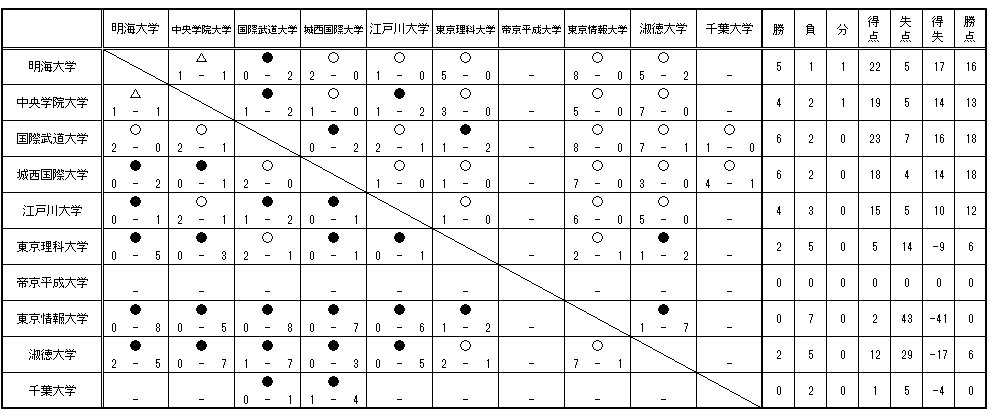 明海大学 中央学院大学 国際武道大学 城西国際大学 江戸川大学 東京理科大学 帝京平成大学 東京情報大学 淑徳大学 千葉大学 勝 負 分 得点 失点 得失 勝点
明海大学 △ 1 - 1 ● 0 - 2 ○ 2 - 0 ○ 1 - 0 ○ 5 - 0 - ○ 8 - 0 ○ 5 - 2 - 5 1 1 22 5 17 16
中央学院大学 △ 1 - 1 ● 1 - 2 ○ 1 - 0 ● 1 - 2 ○ 3 - 0 - ○ 5 - 0 ○ 7 - 0 - 4 2 1 19 5 14 13
国際武道大学 ○ 2 - 0 ○ 2 - 1 ● 0 - 2 ○ 2 - 1 ● 1 - 2 - ○ 8 - 0 ○ 7 - 1 ○ 1 - 0 6 2 0 23 7 16 18
城西国際大学 ● 0 - 2 ● 0 - 1 ○ 2 - 0 ○ 1 - 0 ○ 1 - 0 - ○ 7 - 0 ○ 3 - 0 ○ 4 - 1 6 2 0 18 4 14 18
江戸川大学 ● 0 - 1 ○ 2 - 1 ● 1 - 2 ● 0 - 1 ○ 1 - 0 - ○ 6 - 0 ○ 5 - 0 - 4 3 0 15 5 10 12
東京理科大学 ● 0 - 5 ● 0 - 3 ○ 2 - 1 ● 0 - 1 ● 0 - 1 - ○ 2 - 1 ● 1 - 2 - 2 5 0 5 14 -9 6
帝京平成大学 - - - - - - - - - 0 0 0 0 0 0 0
東京情報大学 ● 0 - 8 ● 0 - 5 ● 0 - 8 ● 0 - 7 ● 0 - 6 ● 1 - 2 - ● 1 - 7 - 0 7 0 2 43 -41 0
淑徳大学 ● 2 - 5 ● 0 - 7 ● 1 - 7 ● 0 - 3 ● 0 - 5 ○ 2 - 1 - ○ 7 - 1 - 2 5 0 12 29 -17 6
千葉大学 - - ● 0 - 1 ● 1 - 4 - - - - - 0 2 0 1 5 -4 0